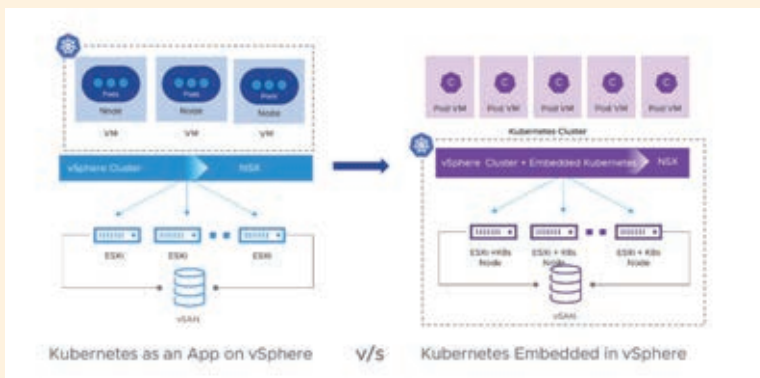 Pods Pods Pods
Node Node Node
VM VM VM
vSphere Cluster NSX
ESXi ESXi ESXi
vSAN
Kubernetes as an App on vSphere
v/s
C C C C C
Pod VM Pod VM Pod VM Pod VM Pod VM
Kubernetes Cluster
vSphere Cluster + Embedded Kubernetes NSX
ESXi +K8s ESXi + K8s ESXi + K8s
Node Node Node
vSAN
Kubernetes Embedded in vSphere